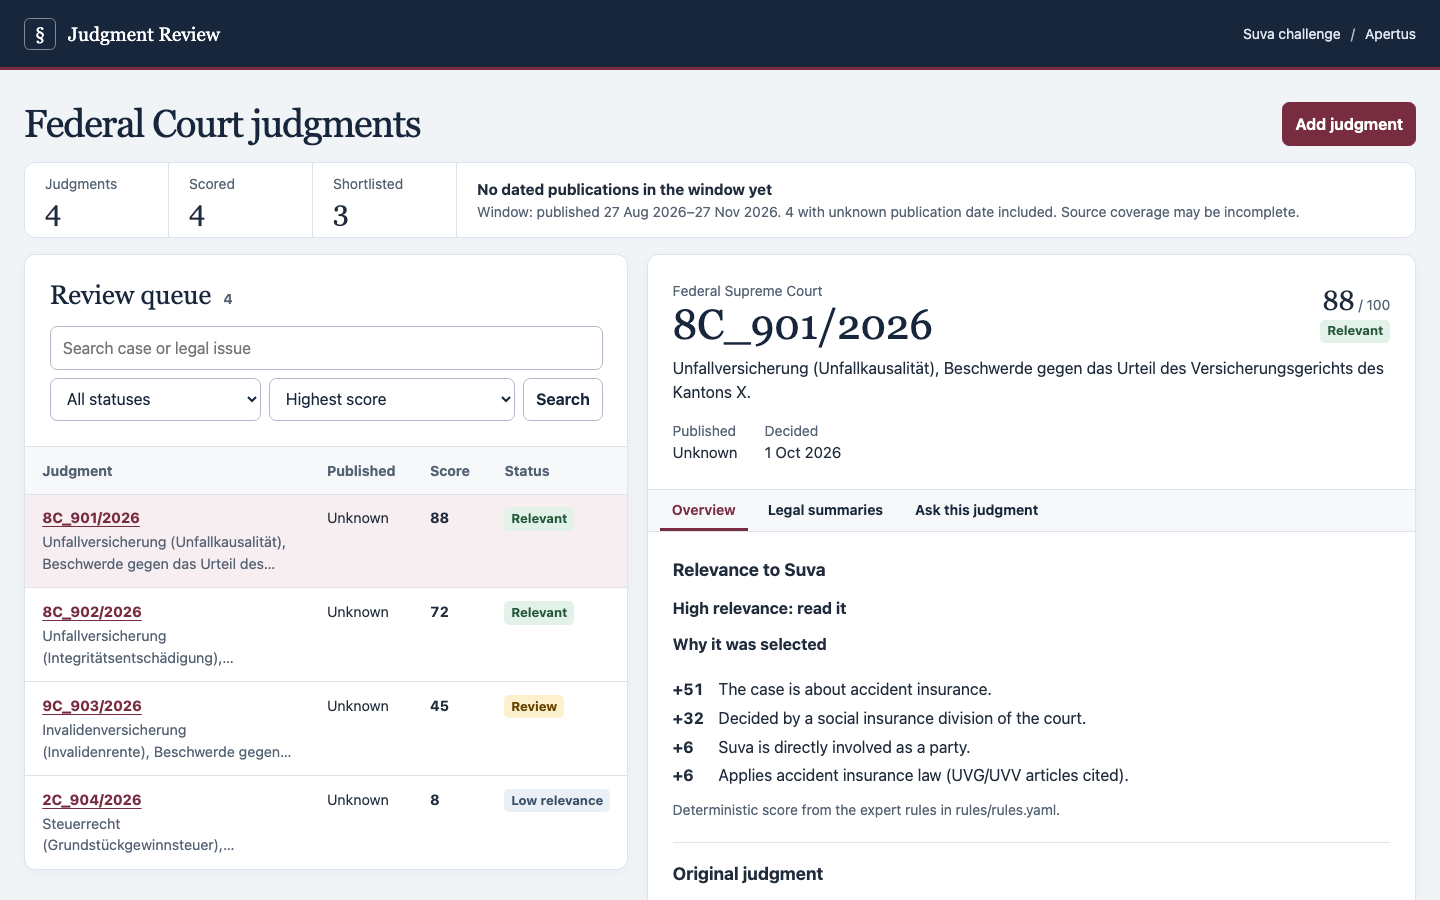 § Judgment Review
Suva challenge / Apertus
Federal Court judgments
Add judgment
Judgments
4
Scored
4
Shortlisted
3
No dated publications in the window yet
Window: published 27 Aug 2026–27 Nov 2026. 4 with unknown publication date included. Source coverage may be incomplete.
Review queue 4
Search case or legal issue
All statuses
Highest score
Search
Judgment Published Score Status
8C_901/2026 Unknown 88 Relevant
Unfallversicherung (Unfallkausalität),
Beschwerde gegen das Urteil des...
8C_902/2026 Unknown 72 Relevant
Unfallversicherung
(Integritätsentschädigung),...
9C_903/2026 Unknown 45 Review
Invalidenversicherung
(Invalidenrente), Beschwerde gegen...
2C_904/2026 Unknown 8 Low relevance
Steuerrecht
(Grundstückgewinnsteuer),...
Federal Supreme Court
8C_901/2026
88 / 100
Relevant
Unfallversicherung (Unfallkausalität), Beschwerde gegen das Urteil des Versicherungsgerichts des
Kantons X.
Published Decided
Unknown 1 Oct 2026
Overview Legal summaries Ask this judgment
Relevance to Suva
High relevance: read it
Why it was selected
+51 The case is about accident insurance.
+32 Decided by a social insurance division of the court.
+6 Suva is directly involved as a party.
+6 Applies accident insurance law (UVG/UVV articles cited).
Deterministic score from the expert rules in rules/rules.yaml.
Original judgment